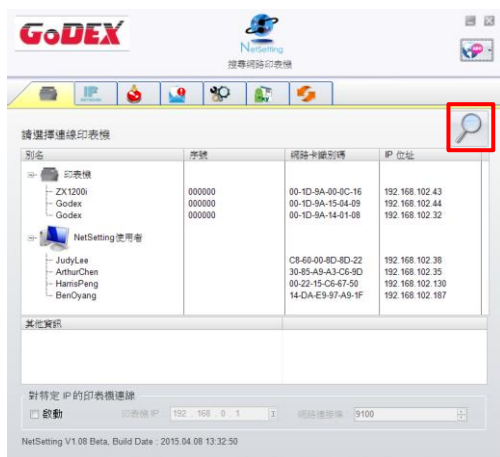 GoDEX
NetSetting
搜尋網路印表機
IP
NETWORK
請選擇連線印表機
別名 序號 網路卡識別碼 IP 位址
印表機
ZX1200i 000000 00-1D-9A-00-0C-16 192.168.102.43
Godex 000000 00-1D-9A-15-04-09 192.168.102.44
Godex 000000 00-1D-9A-14-01-08 192.168.102.32
NetSetting使用者
JudyLee C8-60-00-8D-8D-22 192.168.102.38
ArthurChen 30-85-A9-A3-C6-9D 192.168.102.35
HarrisPeng 00-22-15-C6-67-50 192.168.102.130
BenOyang 14-DA-E9-97-A9-1F 192.168.102.187
其他資訊
對特定 IP 的印表機連線
啟動 印表機 IP : 192 . 168 . 0 . 1 網路連接埠 : 9100
NetSetting V1.08 Beta, Build Date : 2015.04.08 13:32:50